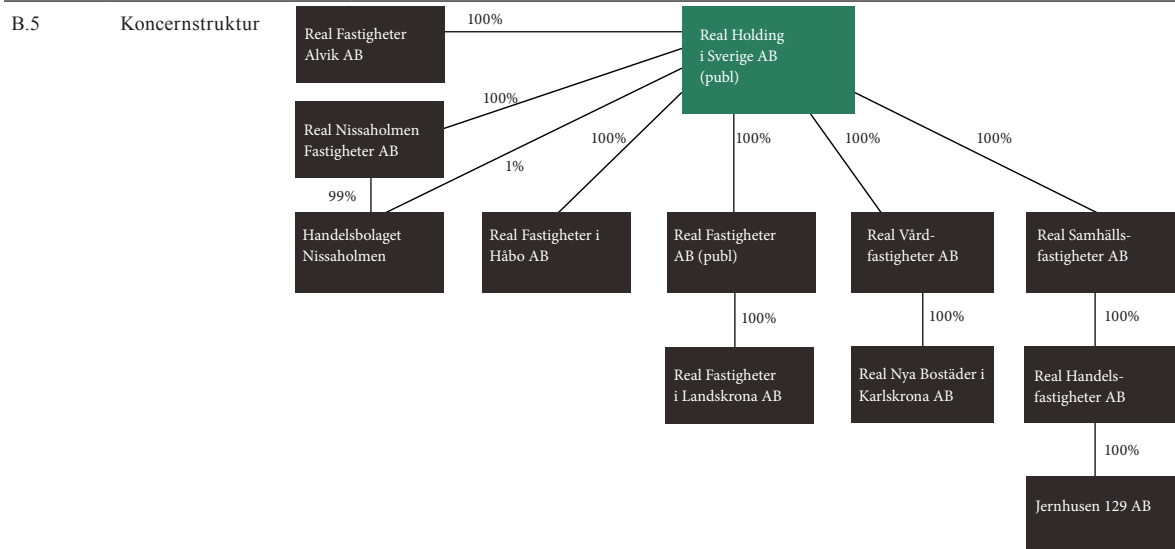 B.5 Koncernstruktur
Real Fastigheter
Alvik AB
100%
Real Holding
i Sverige AB
(publ)
100%
Real Nissaholmen
Fastigheter AB
99%
1%
100%
100%
100%
100%
Handelsbolaget
Nissaholmen
Real Fastigheter i
Håbo AB
Real Fastigheter
AB (publ)
Real Vård-
fastigheter AB
Real Samhälls-
fastigheter AB
100%
100%
100%
Real Fastigheter
i Landskrona AB
Real Nya Bostäder i
Karlskrona AB
Real Handels-
fastigheter AB
100%
Jernhusen 129 AB